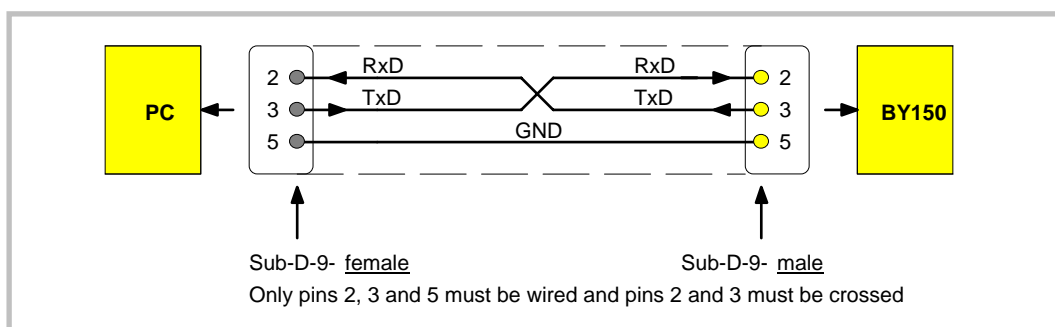 RxD RxD
2 2
TxD TxD
PC 3 3 BY150
GND
5 5
Sub-D-9- female Sub-D-9- male
Only pins 2, 3 and 5 must be wired and pins 2 and 3 must be crossed